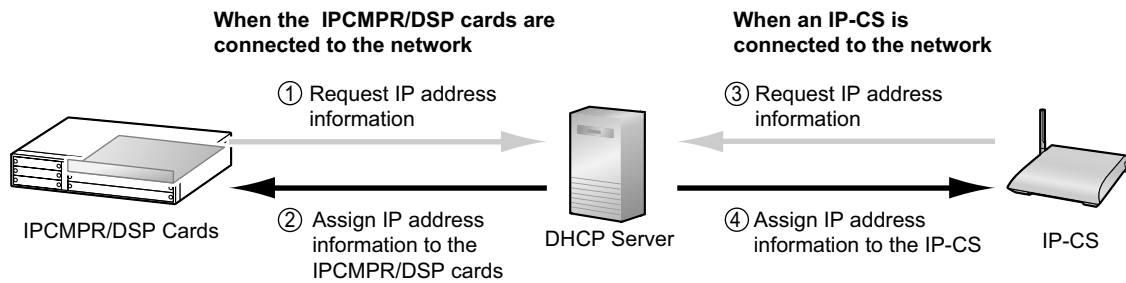 When the IPCMPR/DSP cards are
connected to the network
When an IP-CS is
connected to the network
① Request IP address
information
③ Request IP address
information
② Assign IP address
information to the
IPCMPR/DSP cards
④ Assign IP address
information to the IP-CS
IPCMPR/DSP Cards
DHCP Server
IP-CS